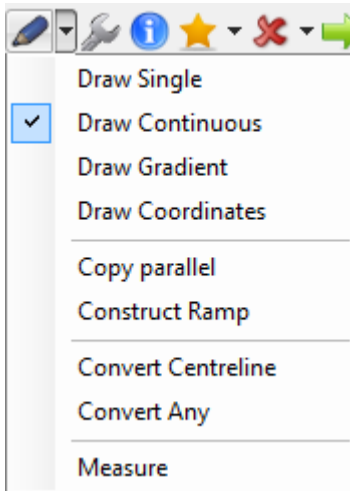 Draw Single
Draw Continuous
Draw Gradient
Draw Coordinates
Copy parallel
Construct Ramp
Convert Centreline
Convert Any
Measure